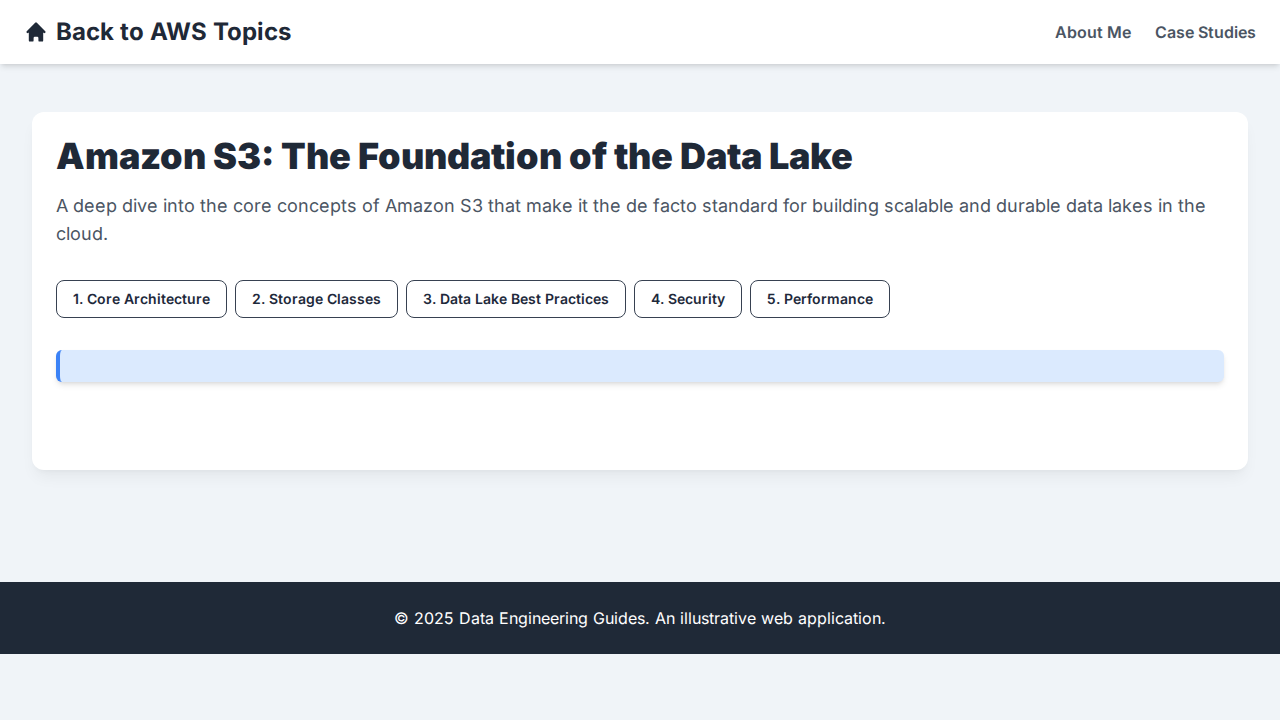 Back to AWS Topics
About Me
Case Studies
Amazon S3: The Foundation of the Data Lake
A deep dive into the core concepts of Amazon S3 that make it the de facto standard for building scalable and durable data lakes in the
cloud.
1. Core Architecture
2. Storage Classes
3. Data Lake Best Practices
4. Security
5. Performance
© 2025 Data Engineering Guides. An illustrative web application.